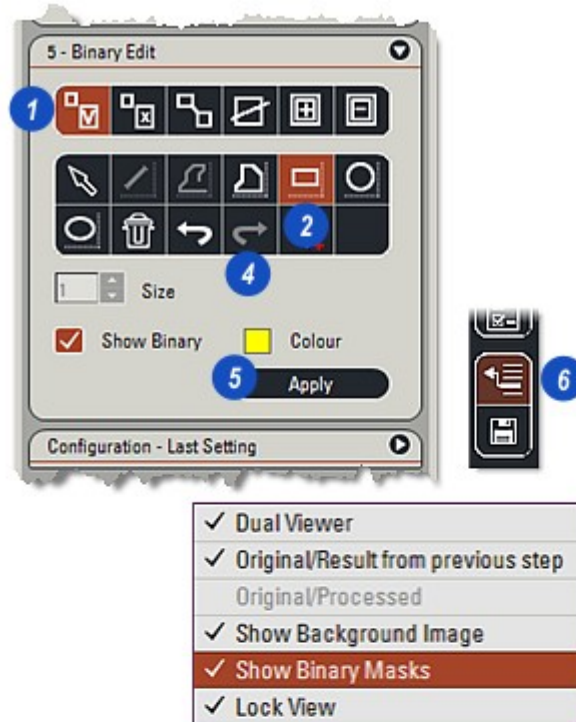 5 - Binary Edit
1
2
4
1 Size
Show Binary Colour
5 Apply
6
Configuration - Last Setting
Dual Viewer
Original/Result from previous step
Original/Processed
Show Background Image
Show Binary Masks
Lock View